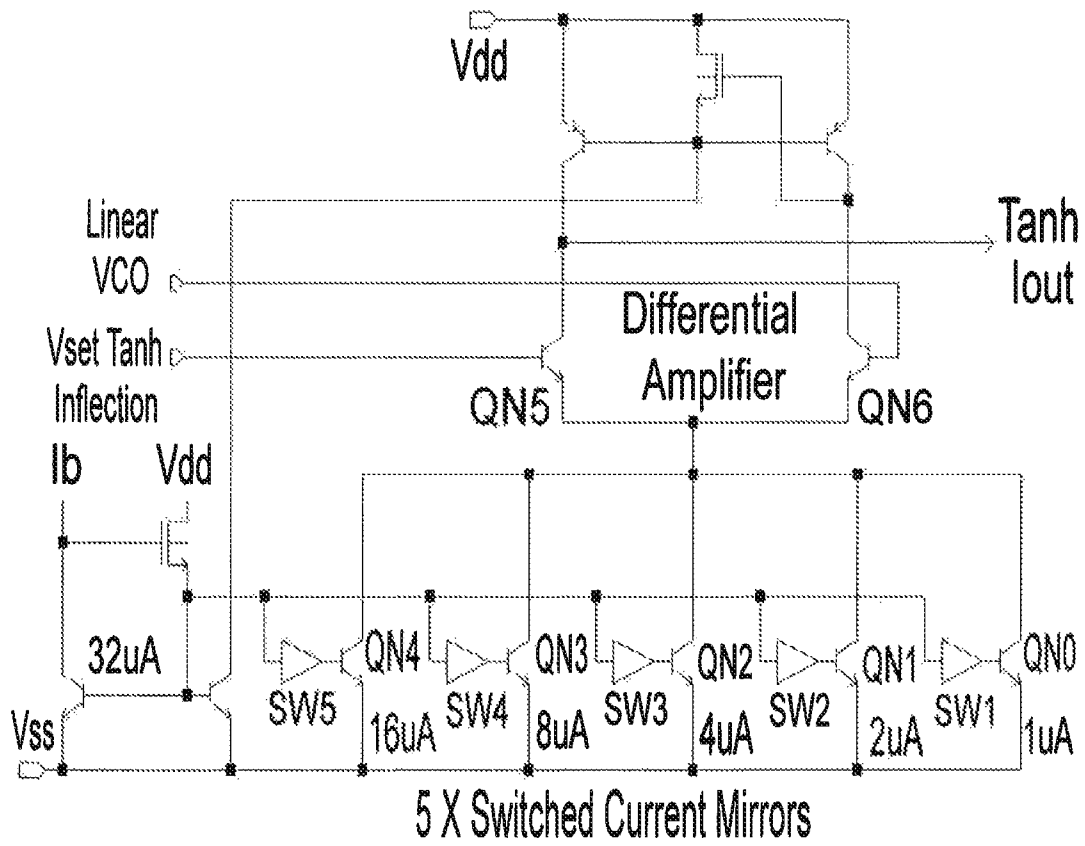 Vdd
Linear
VCO
Tanh
Iout
Differential
Amplifier
Vset Tanh
Inflection
QN5
QN6
Ib
Vdd
32uA
QN4
QN3
QN2
QN1
QN0
SW5
SW4
SW3
SW2
SW1
Vss
16uA
8uA
4uA
2uA
1uA
5 X Switched Current Mirrors